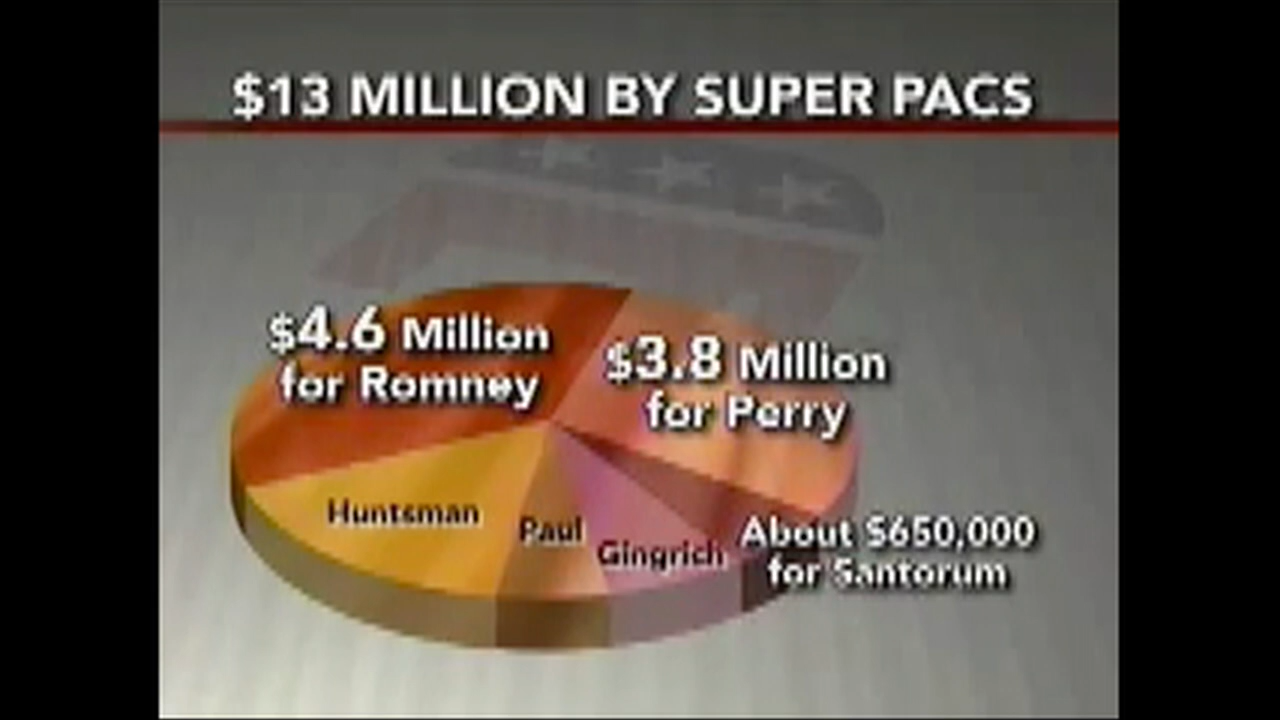 $13 MILLION BY SUPER PACS
$4.6 Million
for Romney
$3.8 Million
for Perry
Huntsman
Paul
Gingrich
About $650,000
for Santorum